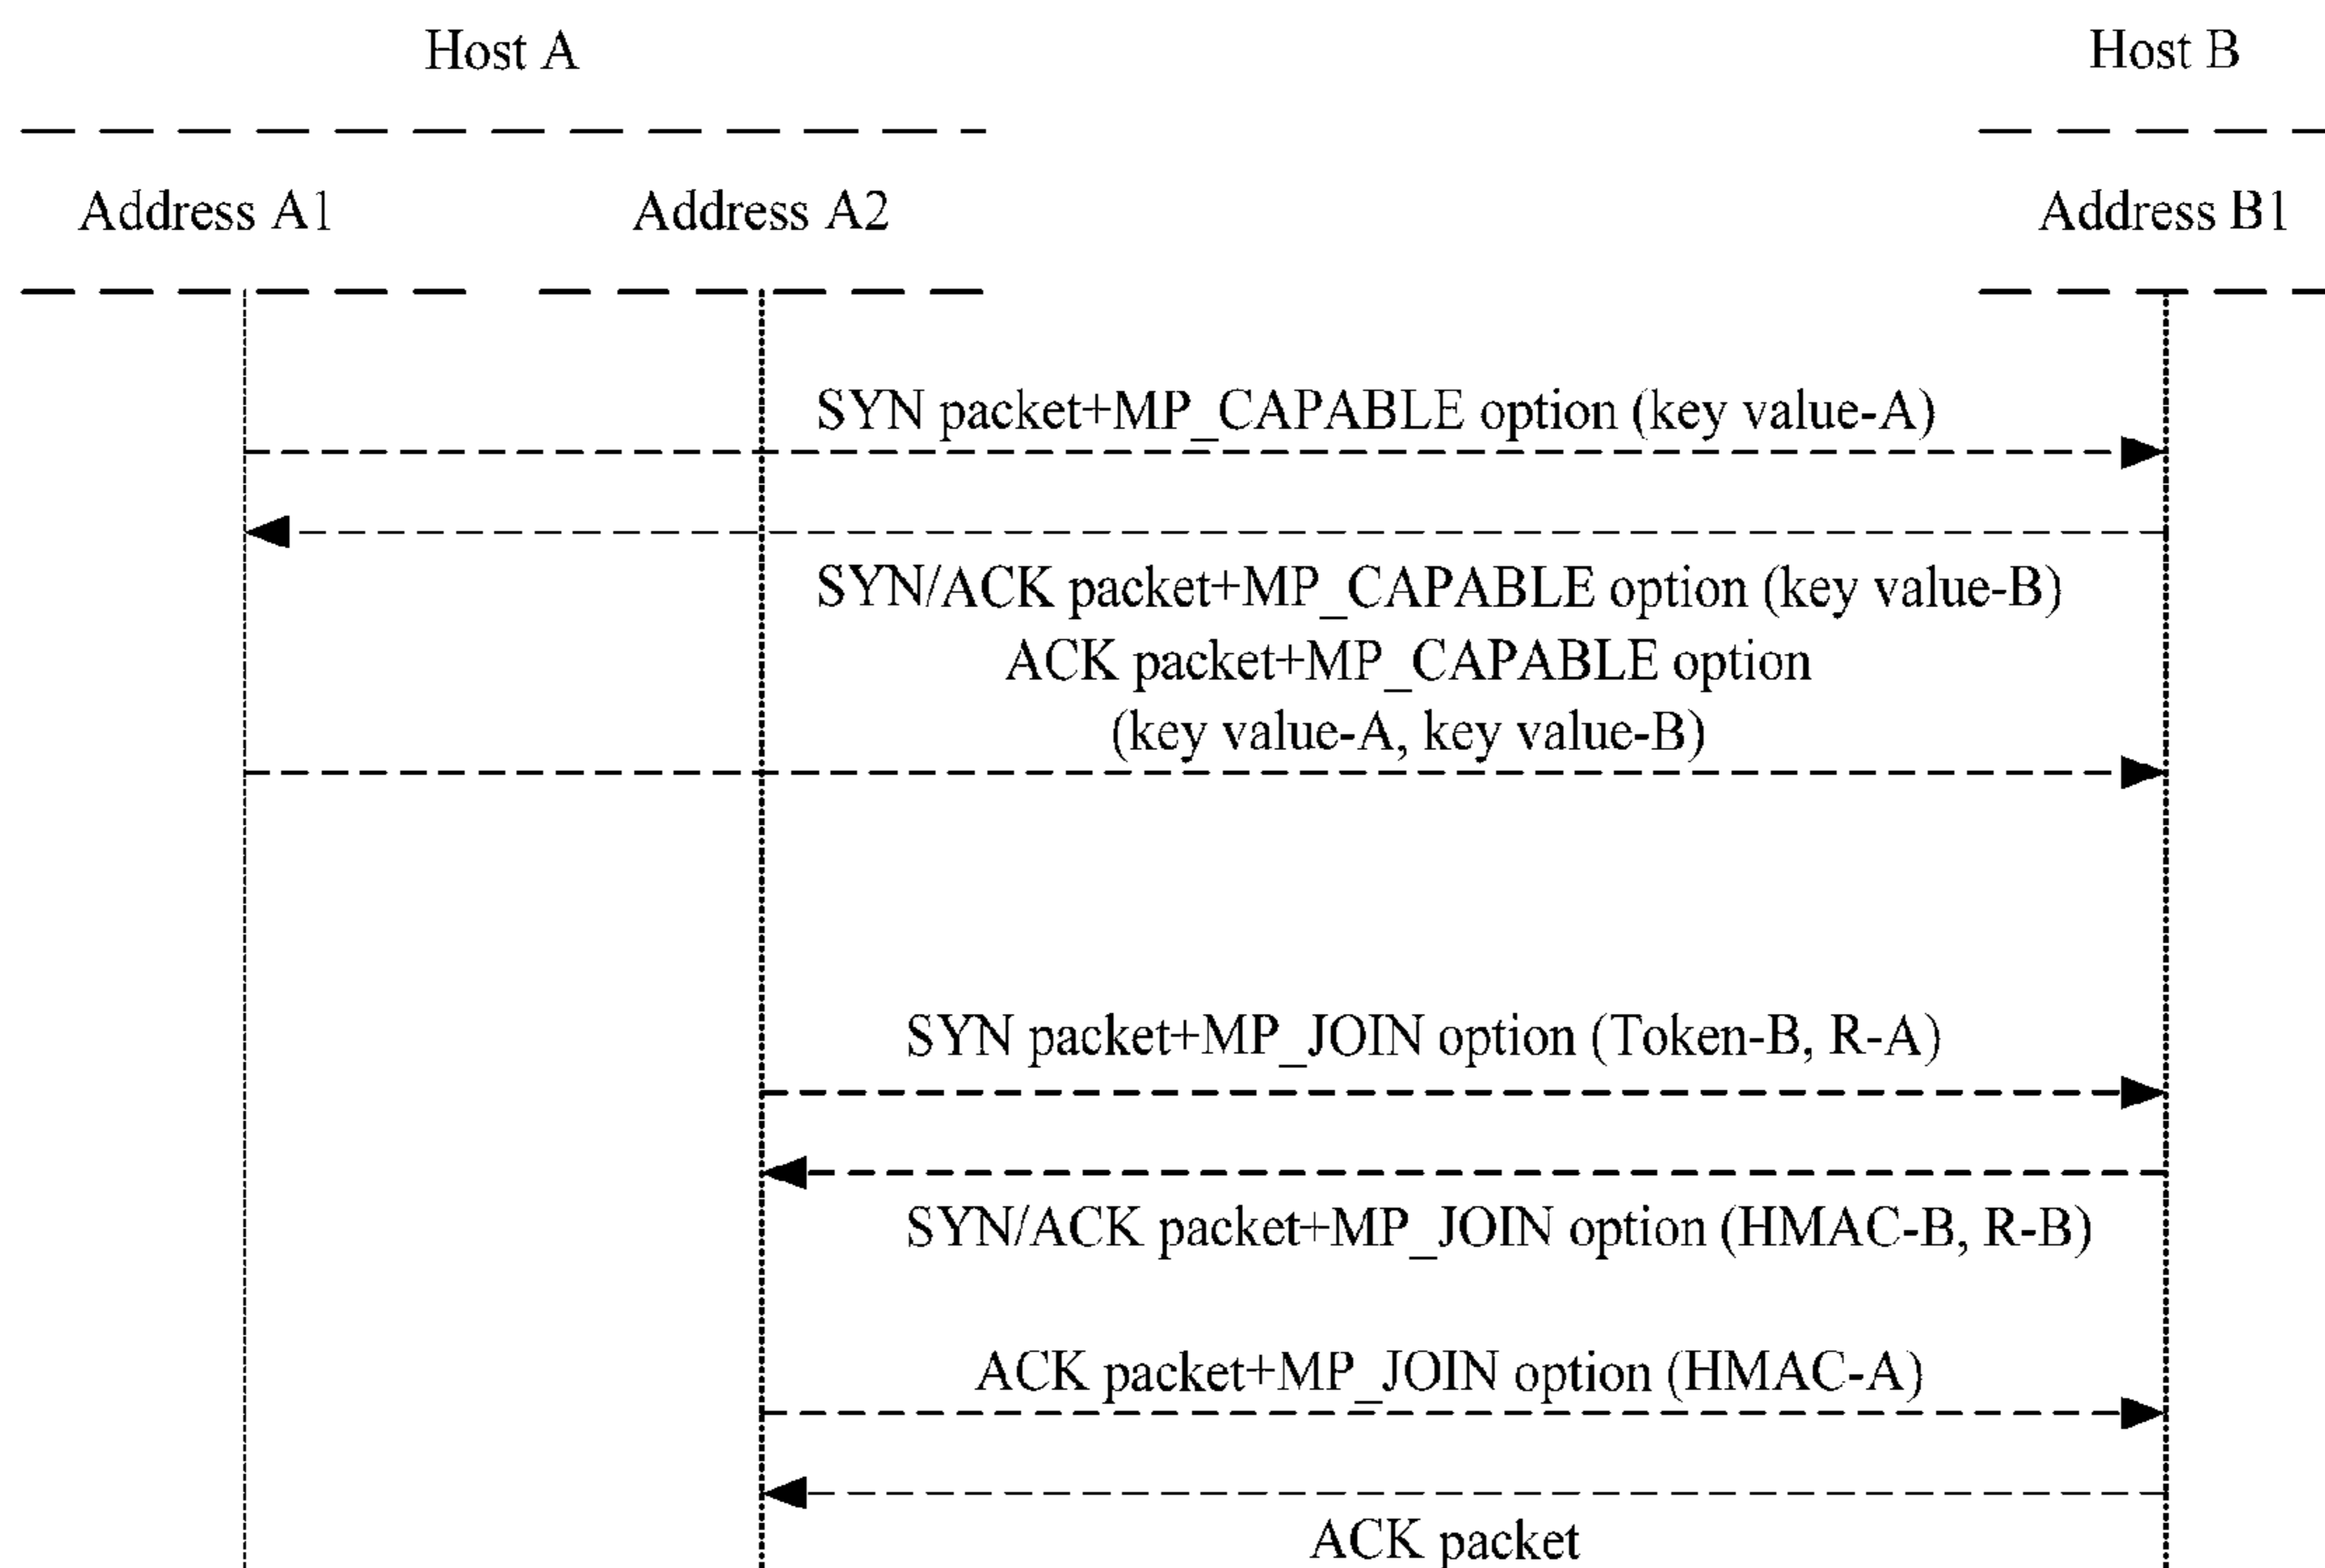 Host A
Host B
Address A1
Address A2
Address B1
SYN packet+MP_CAPABLE option (key value-A)
SYN/ACK packet+MP_CAPABLE option (key value-B)
ACK packet+MP_CAPABLE option
(key value-A, key value-B)
SYN packet+MP_JOIN option (Token-B, R-A)
SYN/ACK packet+MP_JOIN option (HMAC-B, R-B)
ACK packet+MP_JOIN option (HMAC-A)
ACK packet